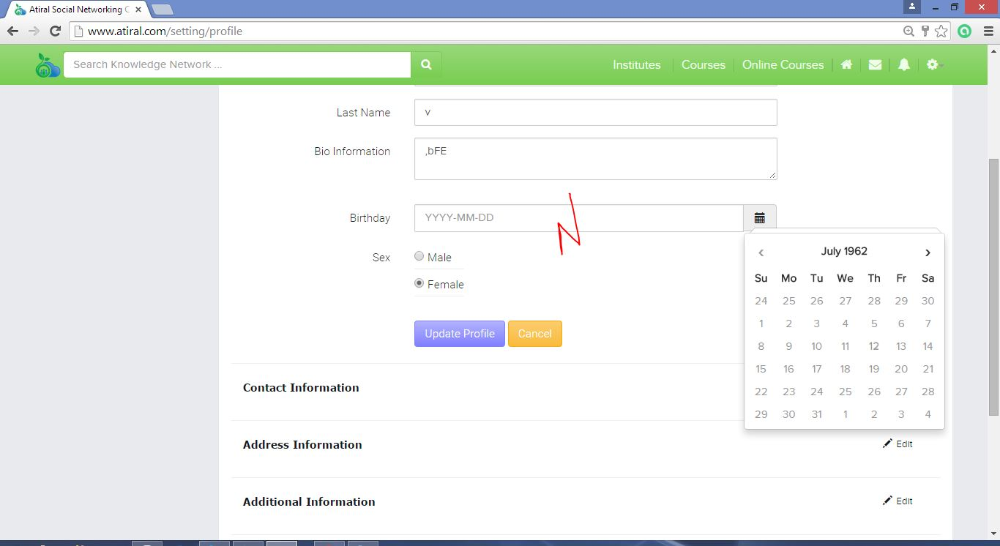 Atiral Social Networking C
www.atiral.com/setting/profile
Search Knowledge Network ...
Institutes
Courses
Online Courses
Last Name
v
Bio Information
,bFE
Birthday
YYYY-MM-DD
N
Sex
Male
Female
Update Profile
Cancel
July 1962
Su Mo Tu We Th Fr Sa
24 25 26 27 28 29 30
1 2 3 4 5 6 7
8 9 10 11 12 13 14
15 16 17 18 19 20 21
22 23 24 25 26 27 28
29 30 31 1 2 3 4
Contact Information
Address Information
Edit
Additional Information
Edit